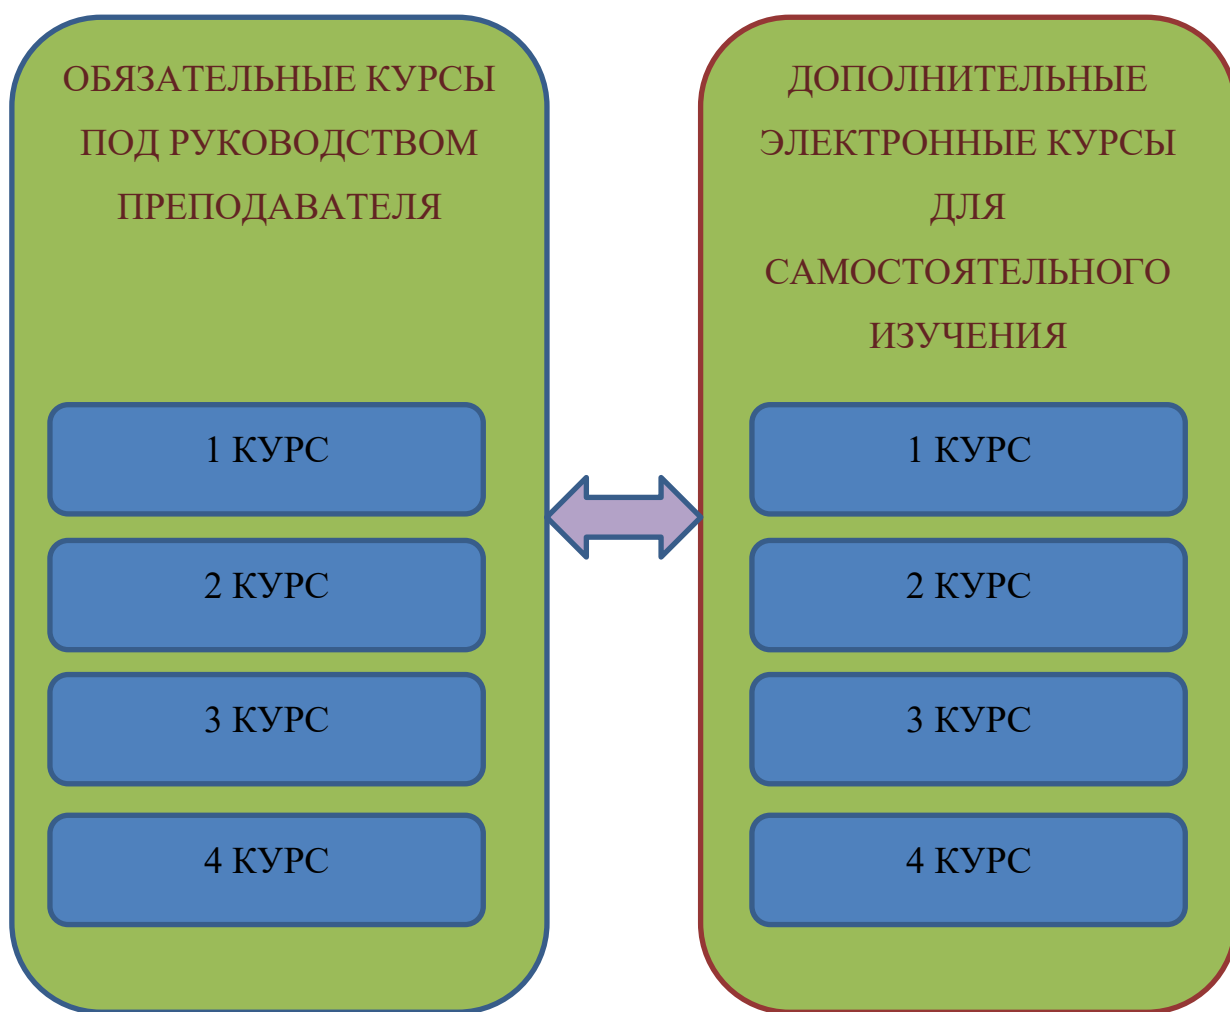 ОБЯЗАТЕЛЬНЫЕ КУРСЫ
ПОД РУКОВОДСТВОМ
ПРЕПОДАВАТЕЛЯ
1 КУРС
2 КУРС
3 КУРС
4 КУРС
ДОПОЛНИТЕЛЬНЫЕ
ЭЛЕКТРОННЫЕ КУРСЫ
ДЛЯ
САМОСТОЯТЕЛЬНОГО
ИЗУЧЕНИЯ
1 КУРС
2 КУРС
3 КУРС
4 КУРС